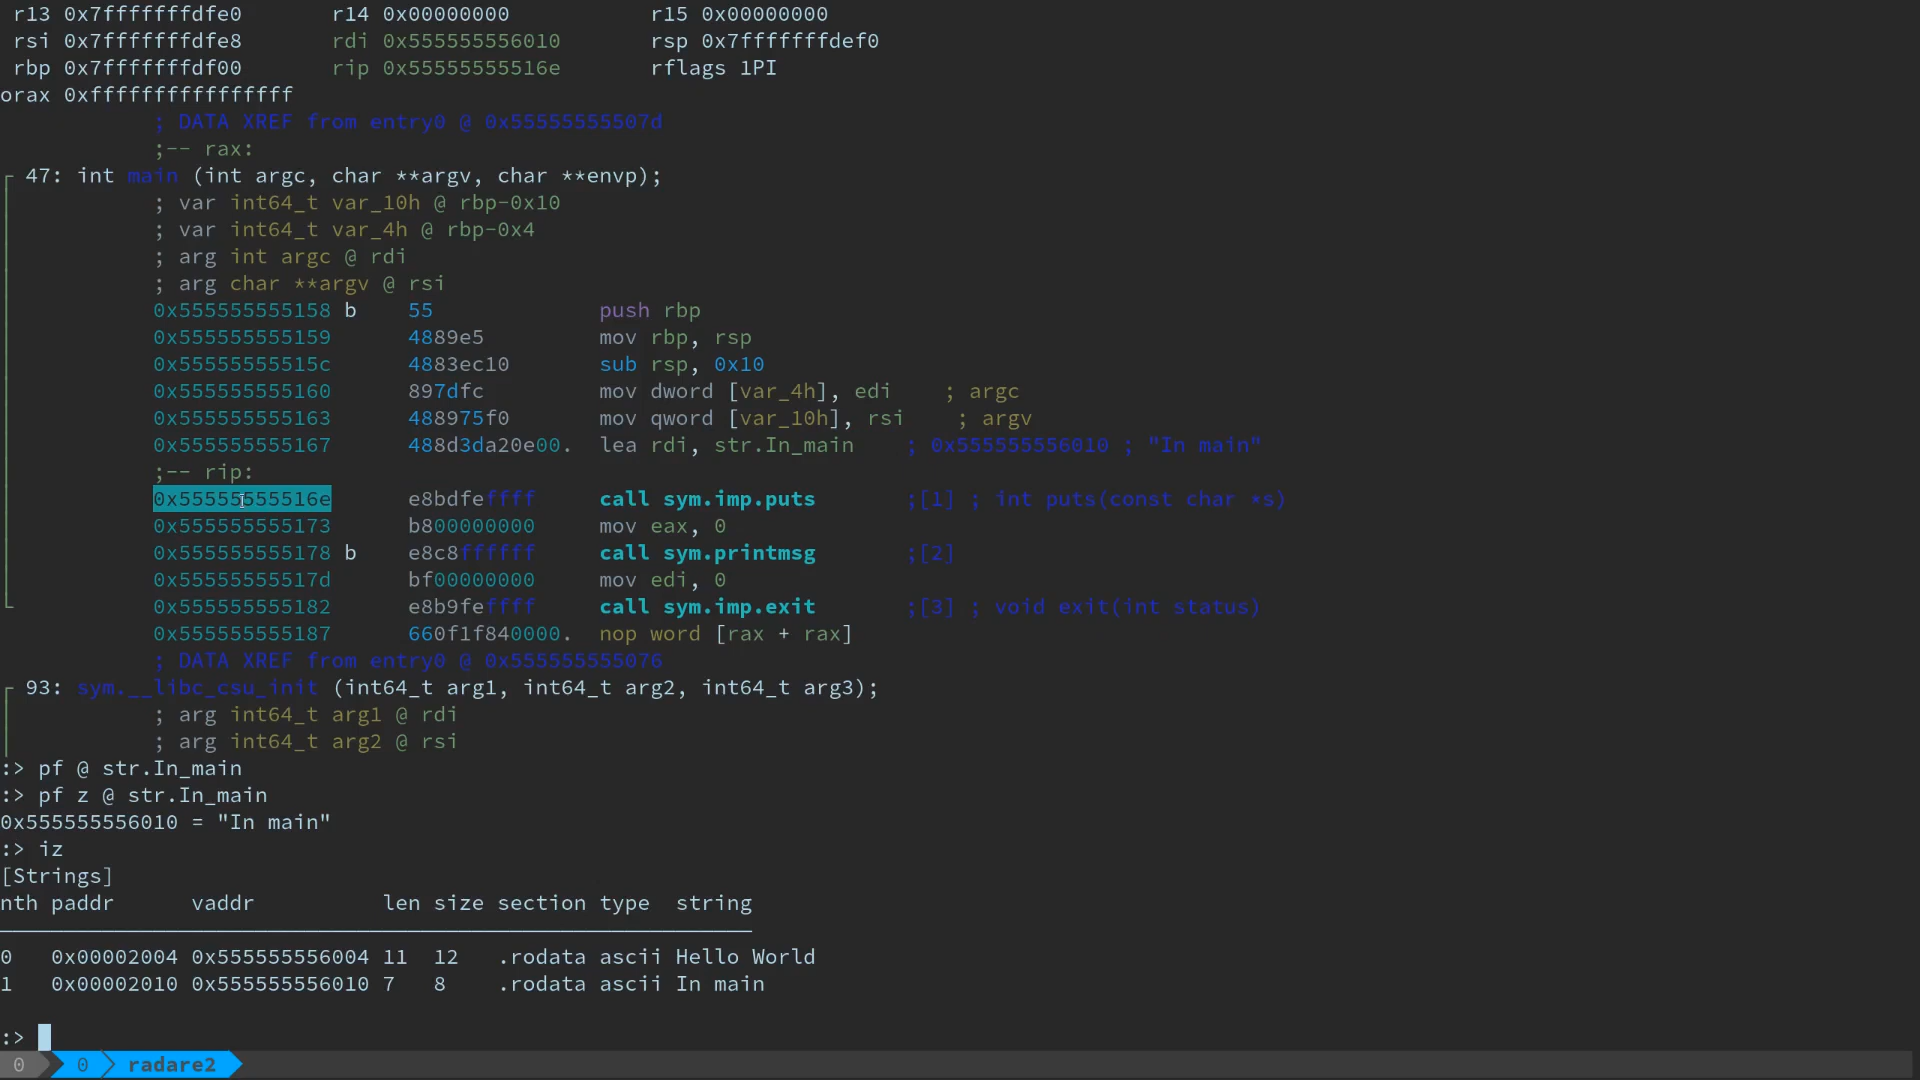 r13 0x7fffffffdfe0 r14 0x00000000 r15 0x00000000
rsi 0x7fffffffdfe8 rdi 0x555555556010 rsp 0x7fffffffdef0
rbp 0x7fffffffdf00 rip 0x55555555516e rflags 1PI
orax 0xffffffffffffffff
; DATA XREF from entry0 @ 0x55555555507d
;-- rax:
47: int main (int argc, char **argv, char **envp);
; var int64_t var_10h @ rbp-0x10
; var int64_t var_4h @ rbp-0x4
; arg int argc @ rdi
; arg char **argv @ rsi
0x555555555158 b 55 push rbp
0x555555555159 4889e5 mov rbp, rsp
0x55555555515c 4883ec10 sub rsp, 0x10
0x555555555160 897dfc mov dword [var_4h], edi ; argc
0x555555555163 488975f0 mov qword [var_10h], rsi ; argv
0x555555555167 488d3da20e00. lea rdi, str.In_main ; 0x555555556010 ; "In main"
;-- rip:
0x55555555516e e8bdfeffff call sym.imp.puts ;[1] ; int puts(const char *s)
0x555555555173 b800000000 mov eax, 0
0x555555555178 b e8c8ffffff call sym.printmsg ;[2]
0x55555555517d bf00000000 mov edi, 0
0x555555555182 e8b9feffff call sym.imp.exit ;[3] ; void exit(int status)
0x555555555187 660f1f840000. nop word [rax + rax]
; DATA XREF from entry0 @ 0x555555555076
93: sym.__libc_csu_init (int64_t arg1, int64_t arg2, int64_t arg3);
; arg int64_t arg1 @ rdi
; arg int64_t arg2 @ rsi
:> pf @ str.In_main
:> pf z @ str.In_main
0x555555556010 = "In main"
:> iz
[Strings]
nth paddr vaddr len size section type string
0 0x00002004 0x555555556004 11 12 .rodata ascii Hello World
1 0x00002010 0x555555556010 7 8 .rodata ascii In main
:>
0 0 radare2